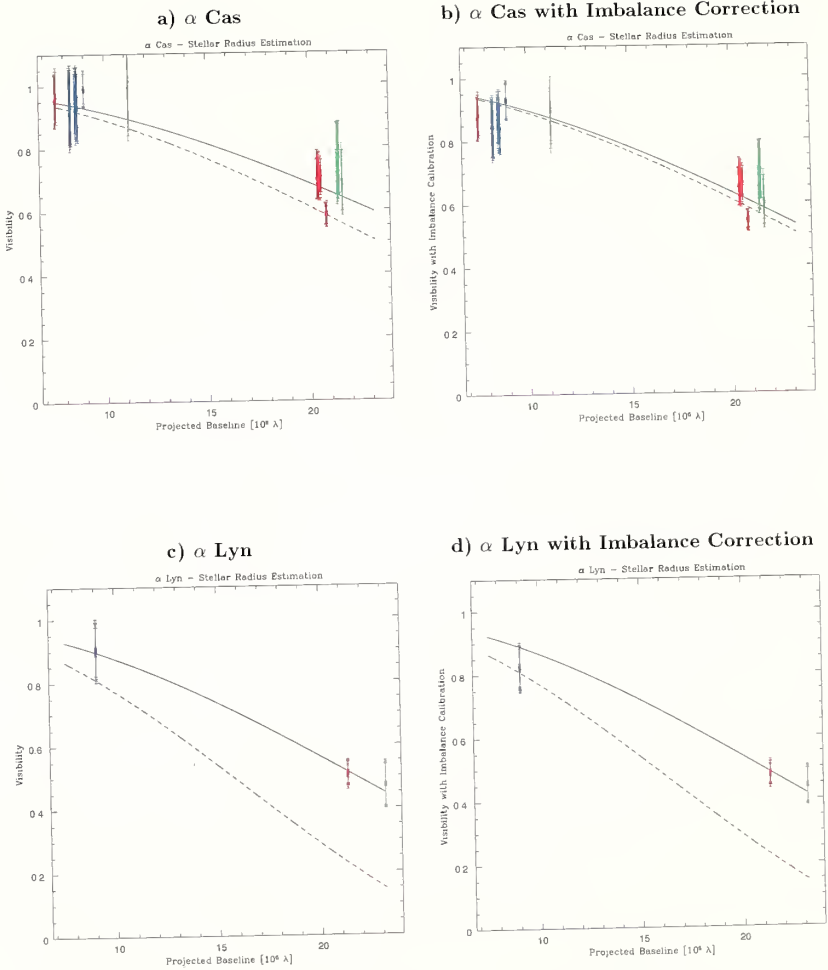 a) α Cas
α Cas – Stellar Radius Estimation
Visibility
1
0.8
0.6
0.4
0.2
0
10
15
20
Projected Baseline [10⁶ λ]
b) α Cas with Imbalance Correction
α Cas – Stellar Radius Estimation
Visibility with Imbalance Calibration
1
0.8
0.6
0.4
0.2
0
10
15
20
Projected Baseline [10⁶ λ]
c) α Lyn
α Lyn – Stellar Radius Estimation
Visibility
1
0.8
0.6
0.4
0.2
0
10
20
Projected Baseline [10⁶ λ]
d) α Lyn with Imbalance Correction
α Lyn – Stellar Radius Estimation
Visibility with Imbalance Calibration
1
0.8
0.6
0.4
0.2
0
10
15
20
Projected Baseline [10⁶ λ]